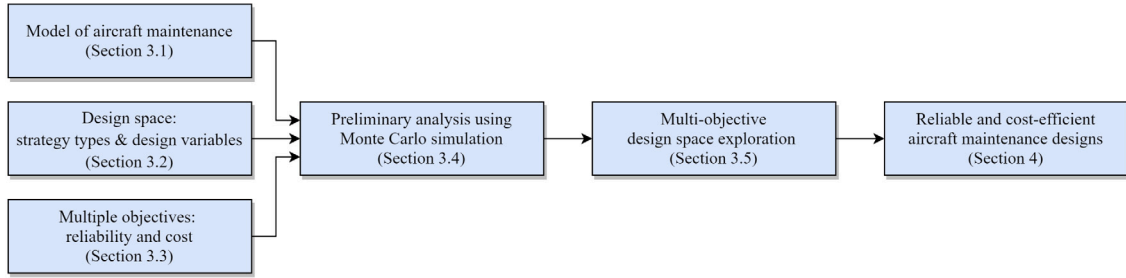 Model of aircraft maintenance
(Section 3.1)
Design space:
strategy types & design variables
(Section 3.2)
Multiple objectives:
reliability and cost
(Section 3.3)
Preliminary analysis using
Monte Carlo simulation
(Section 3.4)
Multi-objective
design space exploration
(Section 3.5)
Reliable and cost-efficient
aircraft maintenance designs
(Section 4)